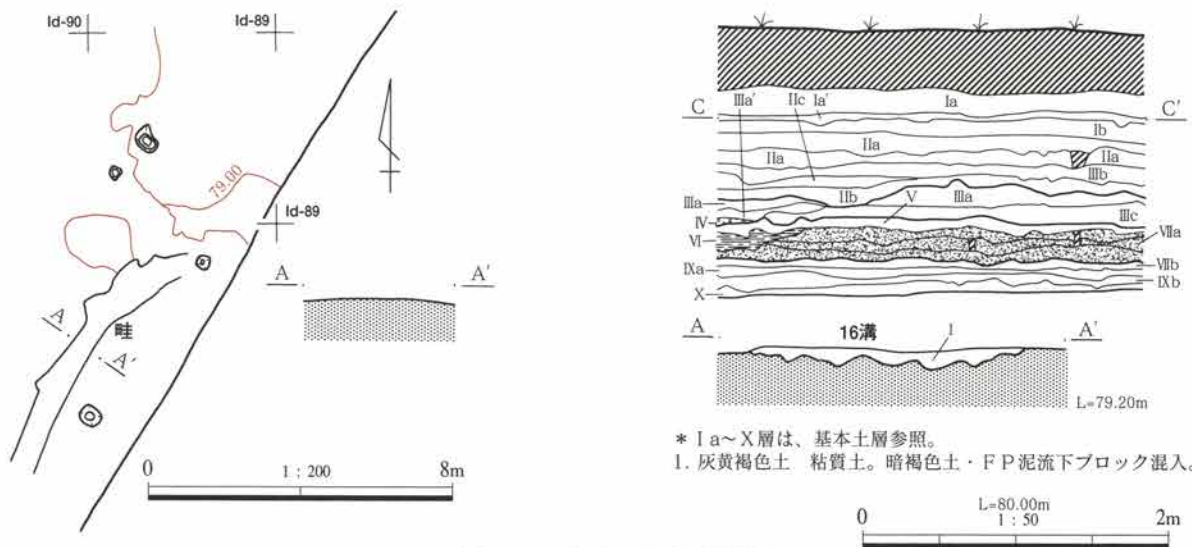 Id-90
Id-89
79.00
Id-89
A A'
A
畦
A'
0 1 : 200 8m
IIIa' IIc Ia' Ia
C C'
Ib
IIa
IIa IIa
IIIb
IIIa IIb IIIa
V
IV IIIc
VI VIIa
IXa VIIb
IXb
X
A 16溝 1 A'
L=79.20m
* Ia~X層は、基本土層参照。
1. 灰黄褐色土 粘質土。暗褐色土・FP泥流下ブロック混入。
L=80.00m
0 1 : 50 2m